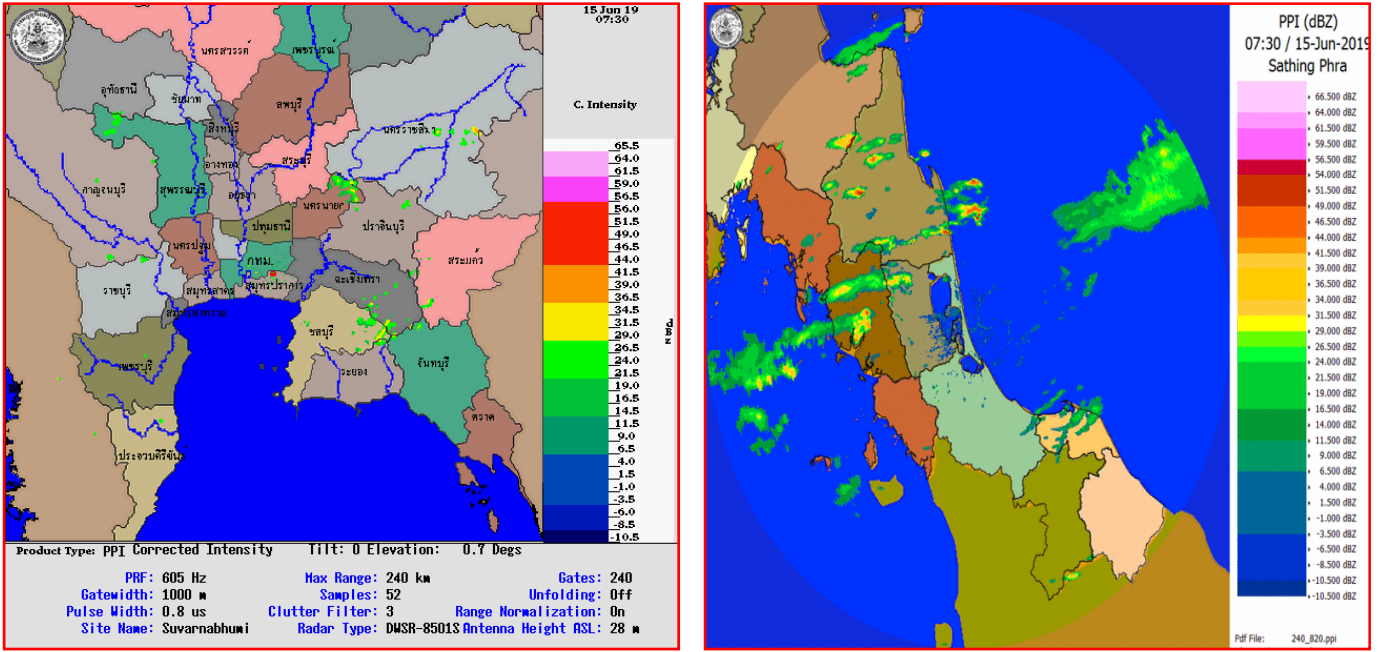 15 Jun 19
07:30
C. Intensity
65.5
64.0
61.5
59.0
56.5
56.0
51.5
49.0
46.5
44.0
41.5
39.0
36.5
34.5
31.5
29.0
26.5
24.0
21.5
19.0
16.5
14.5
11.5
9.0
6.5
4.0
1.5
-1.0
-3.5
-6.0
-8.5
-10.5
นครสวรรค์
เพชรบูรณ์
อุทัยธานี
ชัยนาท
ลพบุรี
สิงห์บุรี
นครราชสีมา
อ่างทอง
สระบุรี
กาญจนบุรี
สุพรรณบุรี
อยุธยา
นครนายก
ปทุมธานี
ปราจีนบุรี
นครปฐม
กทม.
สระแก้ว
ราชบุรี
สมุทรสาคร
สมุทรปราการ
ฉะเชิงเทรา
สมุทรสงคราม
ชลบุรี
เพชรบุรี
ระยอง
จันทบุรี
ตราด
ประจวบคีรีขันธ์
Product Type: PPI Corrected Intensity Tilt: 0 Elevation: 0.7 Degs
PRF: 605 Hz Max Range: 240 km Gates: 240
Gatewidth: 1000 m Samples: 52 Unfolding: Off
Pulse Width: 0.8 us Clutter Filter: 3 Range Normalization: On
Site Name: Suvarnabhumi Radar Type: DWSR-8501S Antenna Height ASL: 28 m
PPI (dBZ)
07:30 / 15-Jun-2019
Sathing Phra
66.500 dBZ
64.000 dBZ
61.500 dBZ
59.500 dBZ
56.500 dBZ
54.000 dBZ
51.500 dBZ
49.000 dBZ
46.500 dBZ
44.000 dBZ
41.500 dBZ
39.000 dBZ
36.500 dBZ
34.000 dBZ
31.500 dBZ
29.000 dBZ
26.500 dBZ
24.000 dBZ
21.500 dBZ
19.500 dBZ
16.500 dBZ
14.000 dBZ
11.500 dBZ
9.000 dBZ
6.500 dBZ
4.000 dBZ
1.500 dBZ
-1.000 dBZ
-3.500 dBZ
-6.500 dBZ
-8.500 dBZ
-10.500 dBZ
-10.500 dBZ
Pdf File: 240_820.ppi